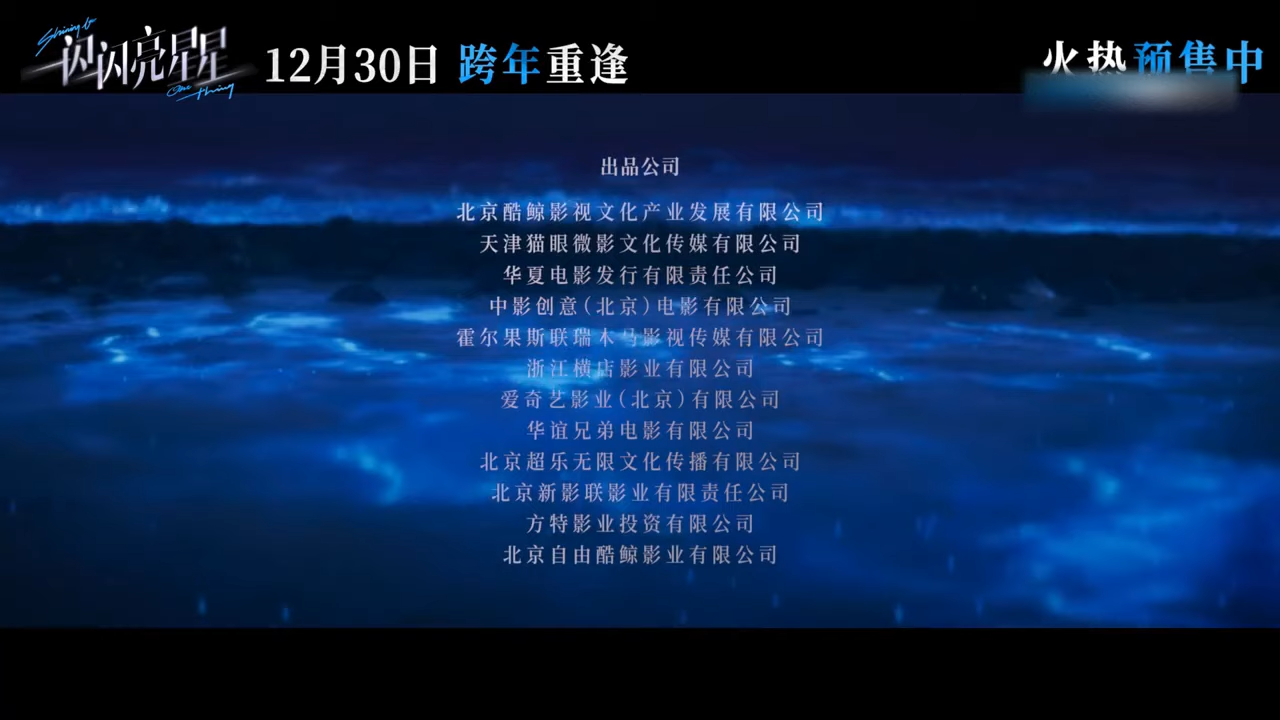 Shining
闪闪亮星星
One thing
12月30日 跨年重逢
火热预售中
出品公司
北京酷鲸影视文化产业发展有限公司
天津猫眼微影文化传媒有限公司
华夏电影发行有限责任公司
中影创意(北京)电影有限公司
霍尔果斯联瑞木马影视传媒有限公司
浙江横店影业有限公司
爱奇艺影业(北京)有限公司
华谊兄弟电影有限公司
北京超乐无限文化传播有限公司
北京新影联影业有限责任公司
方特影业投资有限公司
北京自由酷鲸影业有限公司